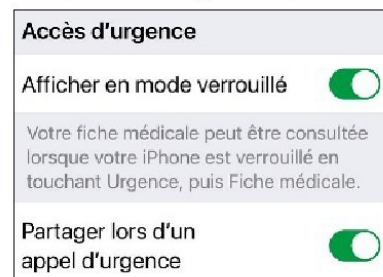 Accès d'urgence
Afficher en mode verrouillé
Votre fiche médicale peut être consultée
lorsque votre iPhone est verrouillé en
touchant Urgence, puis Fiche médicale.
Partager lors d'un
appel d'urgence